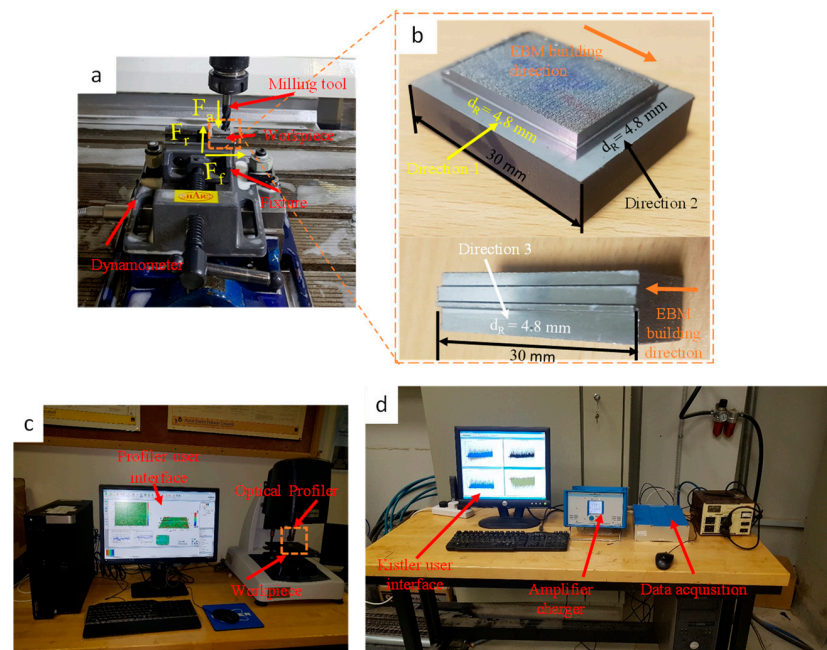 a
Milling tool
Fa
Fr
Workpiece
Ff
Fixture
Dynamometer
b
EBM building
direction
dR = 4.8 mm
dR = 4.8 mm
Direction 1
30 mm
Direction 2
Direction 3
dR = 4.8 mm
EBM
building
direction
30 mm
c
Profiler user
interface
Optical Profiler
Workpiece
d
Kistler user
interface
Amplifier
charger
Data acquisition